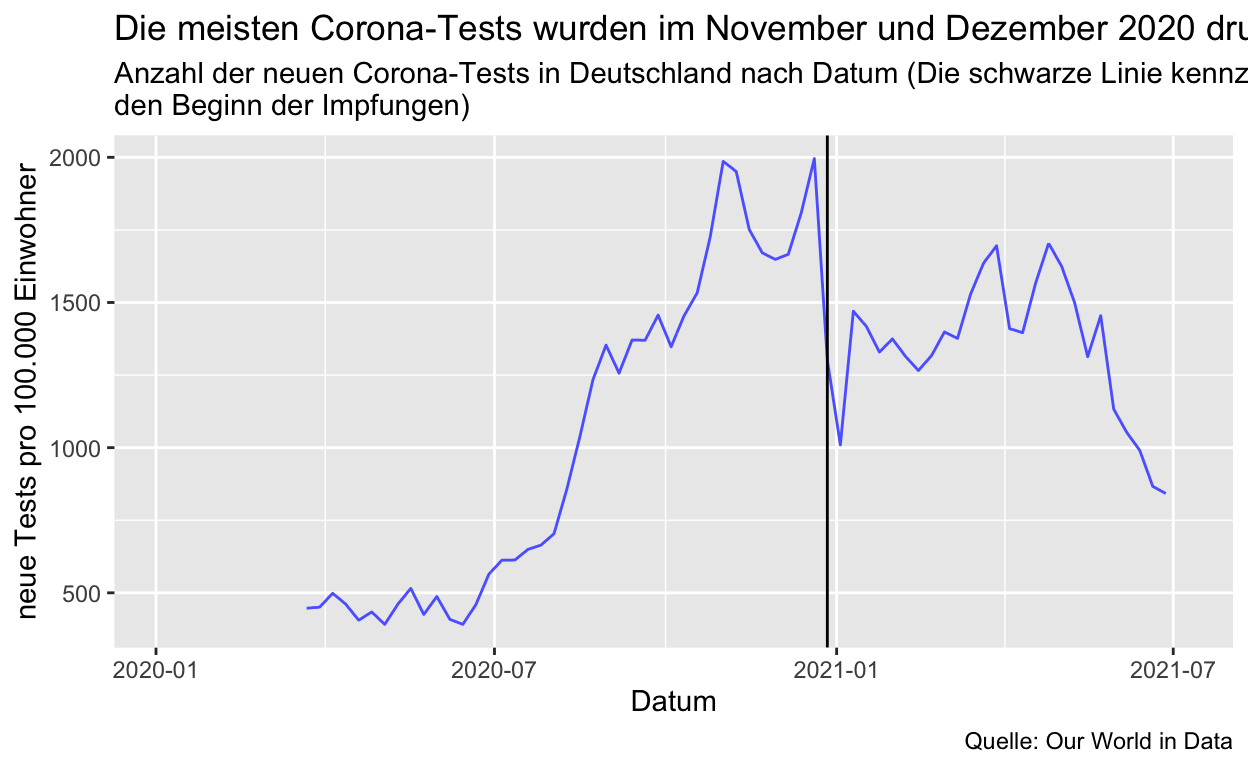 Die meisten Corona-Tests wurden im November und Dezember 2020
Anzahl der neuen Corona-Tests in Deutschland nach Datum (Die schwarze Linie
den Beginn der Impfungen)
neue Tests pro 100.000 Einwohner
2000
1500
1000
500
2020-01
2020-07
2021-01
2021-07
Datum
Quelle: Our World in Data